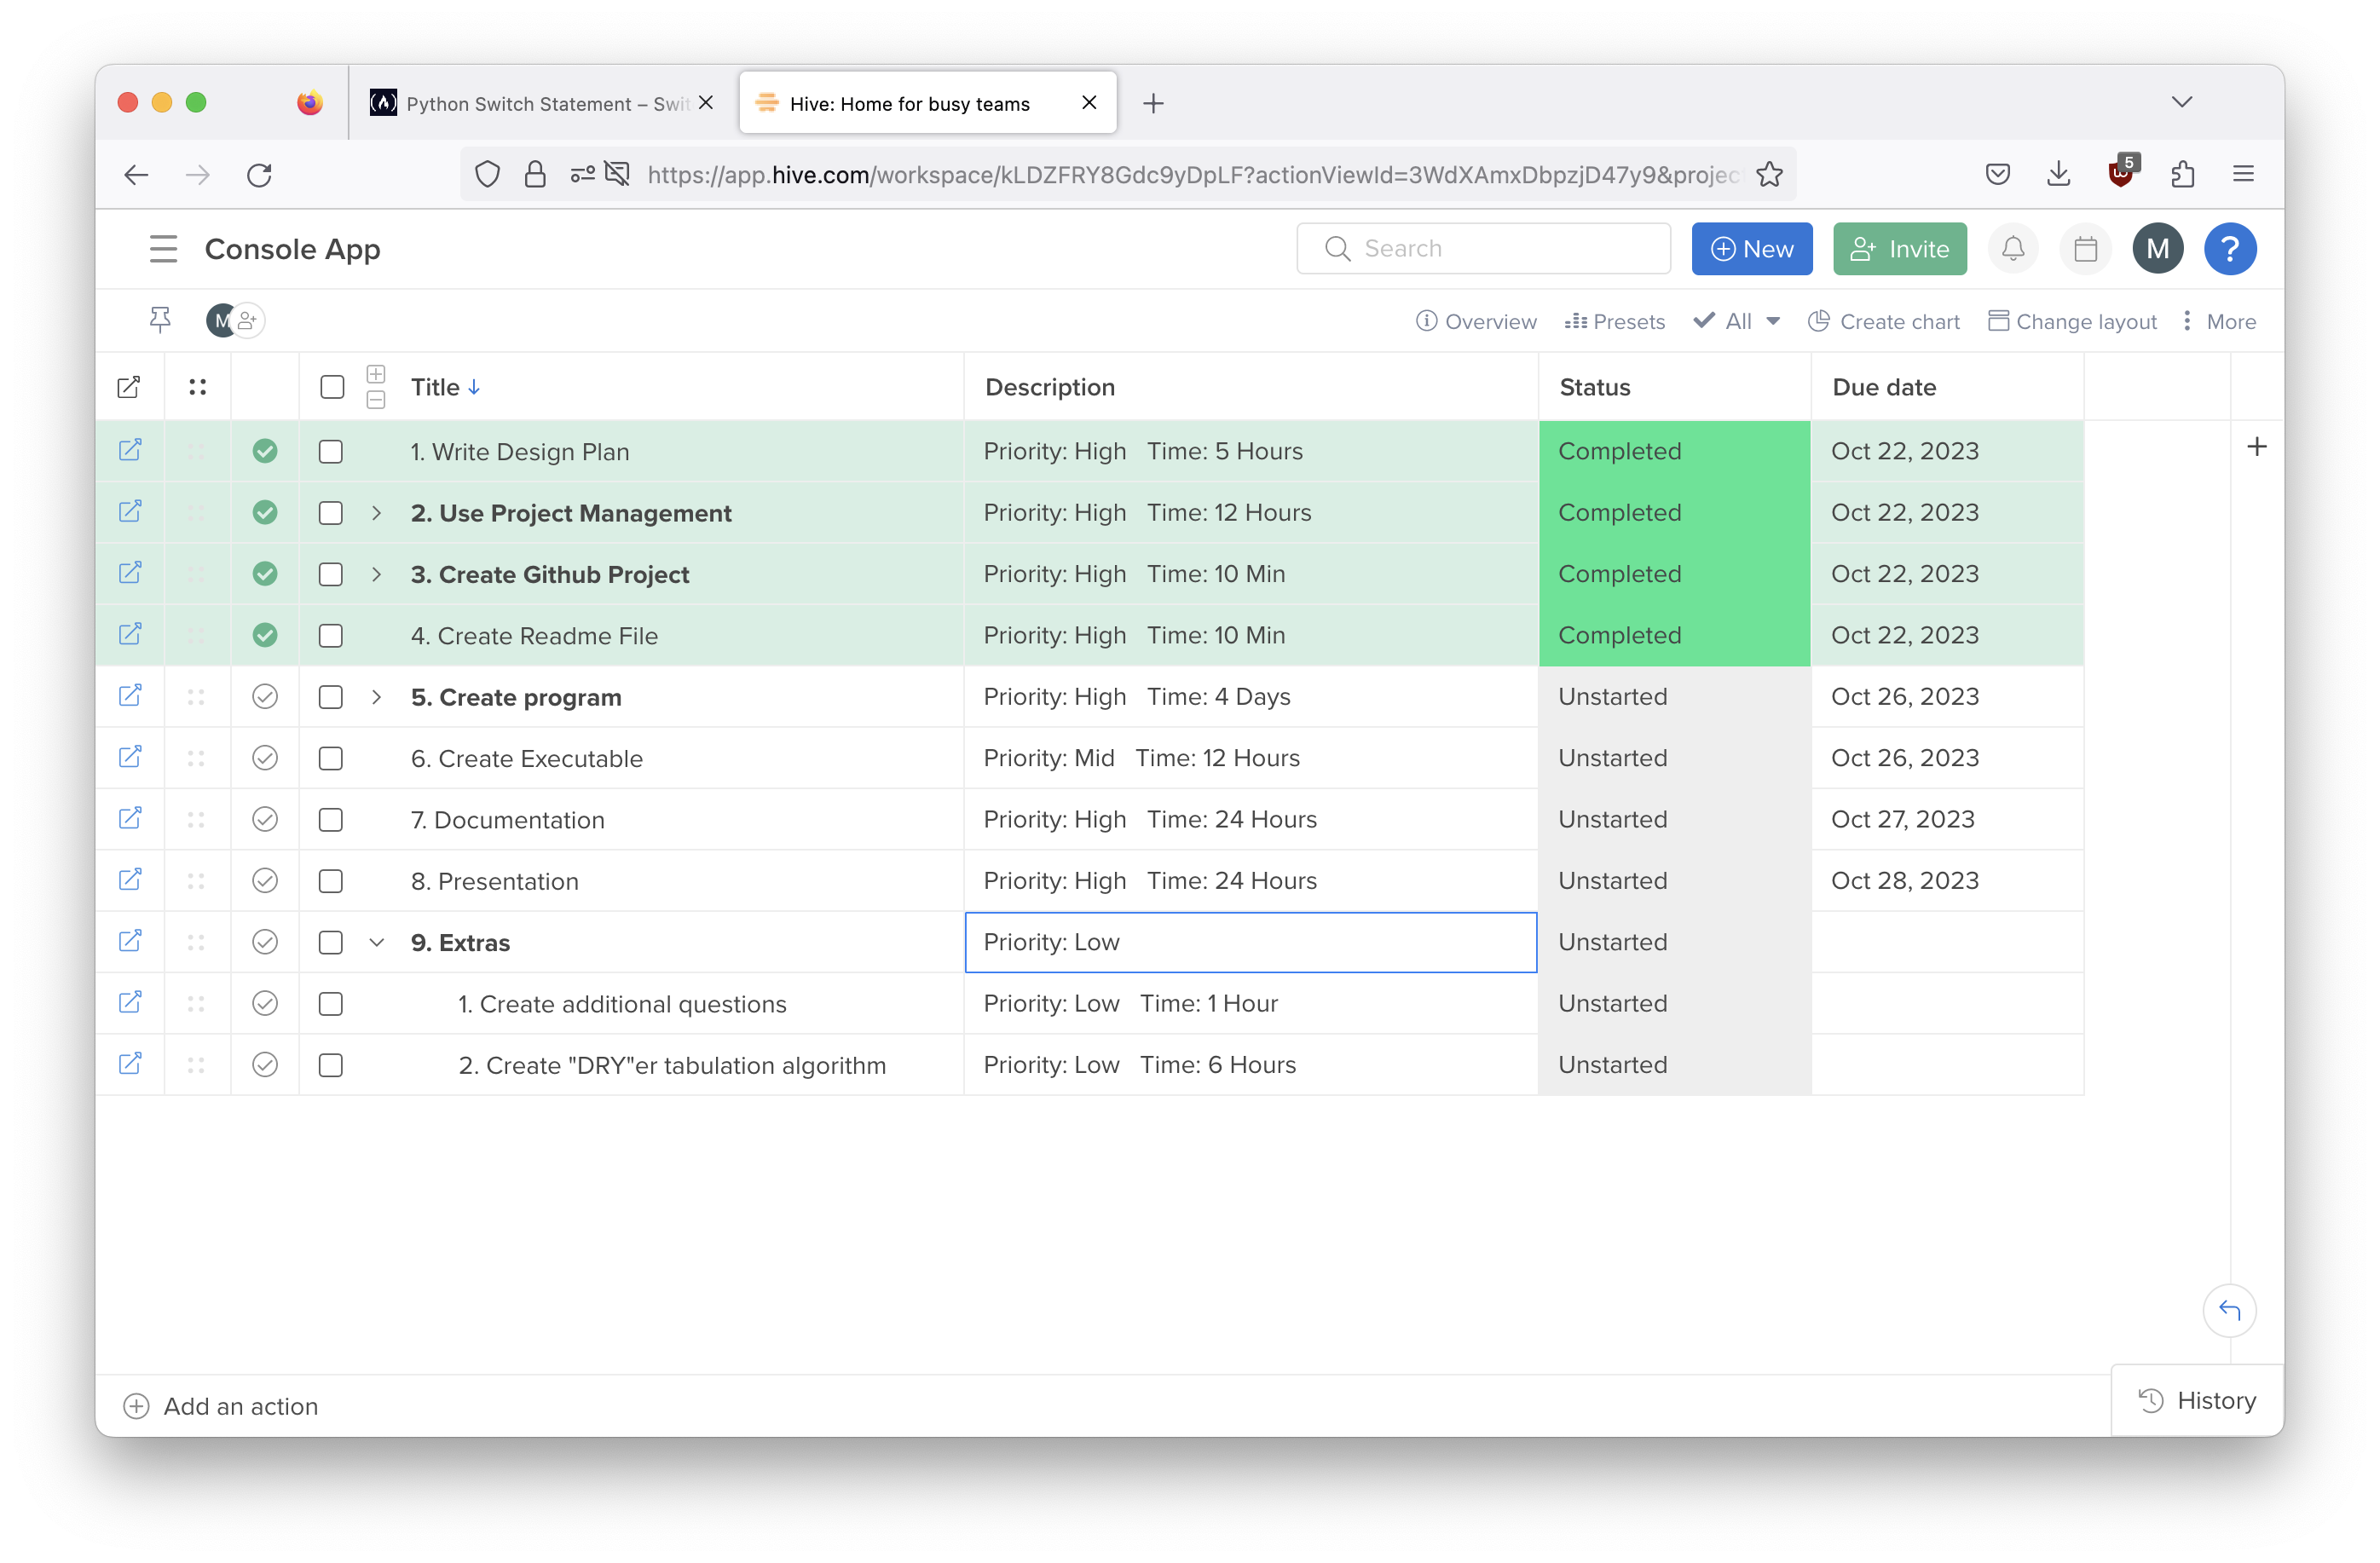 Python Switch Statement – Swit
Hive: Home for busy teams
https://app.hive.com/workspace/kLDZFRY8Gdc9yDpLF?actionViewId=3WdXAmxDbpzjD47y9&projec
5
Console App
Search
New
Invite
M
?
M
Overview
Presets
All
Create chart
Change layout
More
Title Description Status Due date
1. Write Design Plan Priority: High Time: 5 Hours Completed Oct 22, 2023
2. Use Project Management Priority: High Time: 12 Hours Completed Oct 22, 2023
3. Create Github Project Priority: High Time: 10 Min Completed Oct 22, 2023
4. Create Readme File Priority: High Time: 10 Min Completed Oct 22, 2023
5. Create program Priority: High Time: 4 Days Unstarted Oct 26, 2023
6. Create Executable Priority: Mid Time: 12 Hours Unstarted Oct 26, 2023
7. Documentation Priority: High Time: 24 Hours Unstarted Oct 27, 2023
8. Presentation Priority: High Time: 24 Hours Unstarted Oct 28, 2023
9. Extras Priority: Low Unstarted
1. Create additional questions Priority: Low Time: 1 Hour Unstarted
2. Create "DRY"er tabulation algorithm Priority: Low Time: 6 Hours Unstarted
Add an action
History